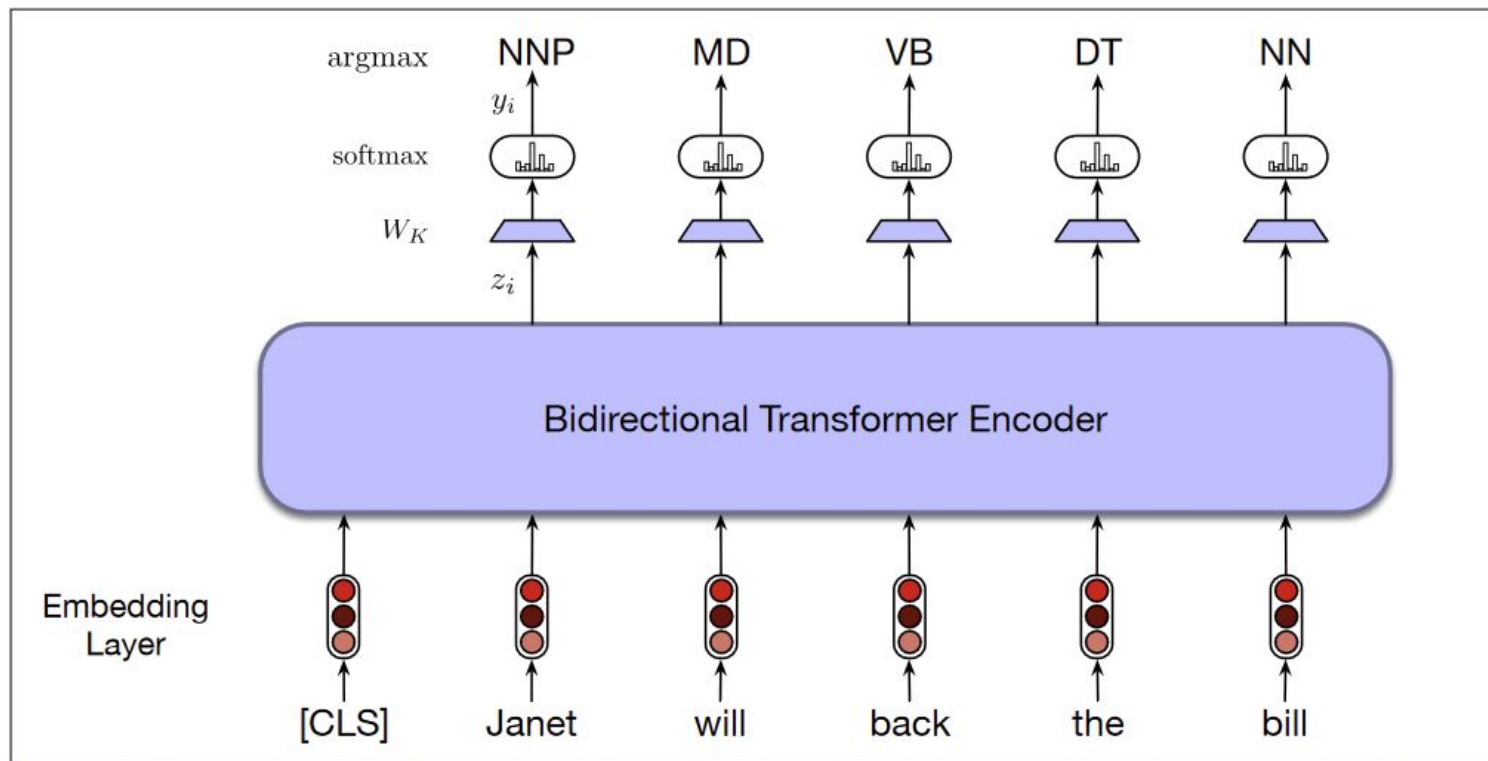 argmax NNP MD VB DT NN
y_i
softmax
W_K
z_i
Bidirectional Transformer Encoder
Embedding
Layer
[CLS] Janet will back the bill